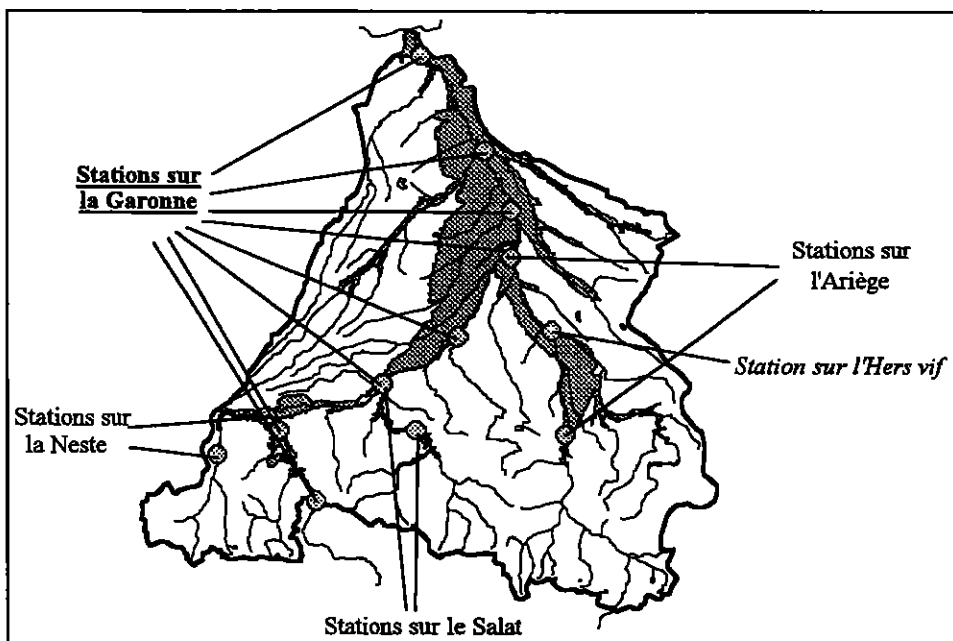 Stations sur
la Garonne
Stations sur
l'Ariège
Station sur l'Hers vif
Stations sur
la Neste
Stations sur le Salat